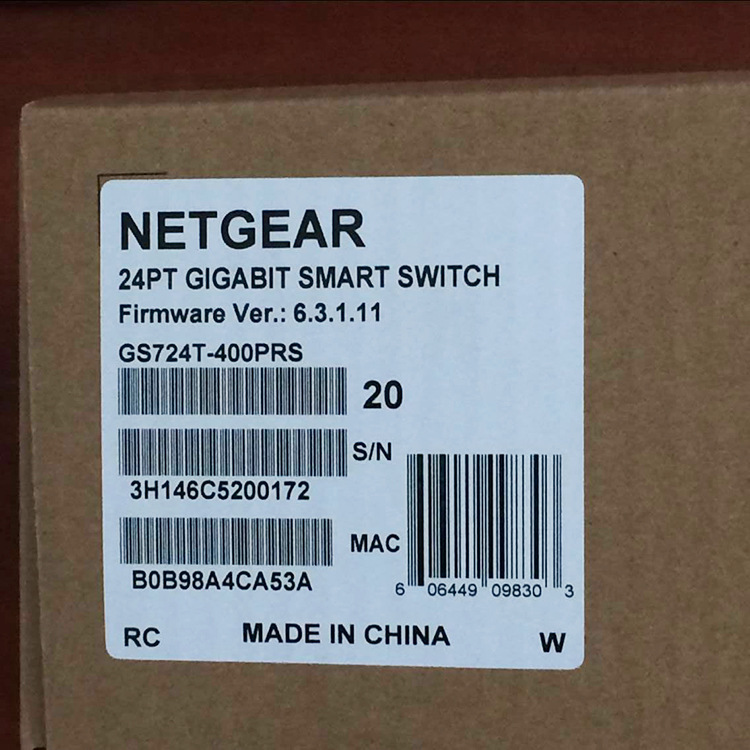 NETGEAR
24PT GIGABIT SMART SWITCH
Firmware Ver.: 6.3.1.11
GS724T-400PRS
20
S/N
3H146C5200172
MAC
B0B98A4CA53A
6 06449 09830 3
RC MADE IN CHINA W